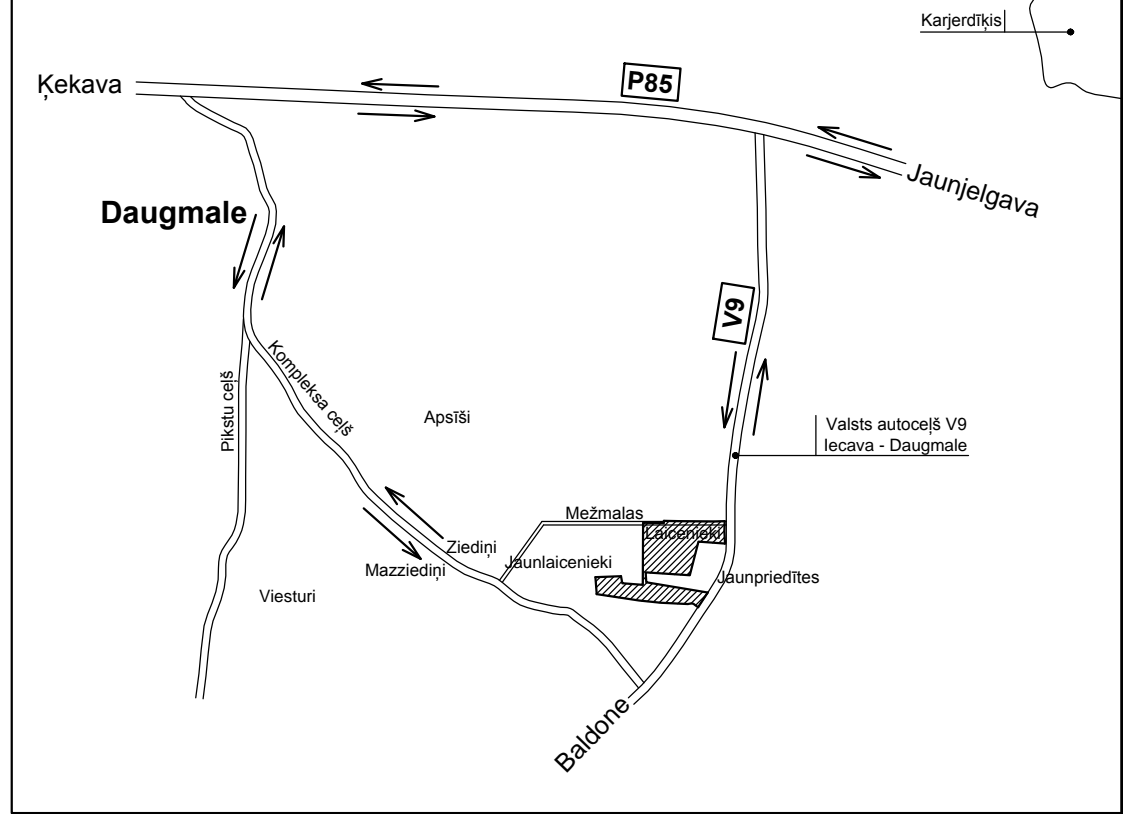 Karjerdīķis
Ķekava
P85
Jaunjelgava
Daugmale
V9
Kompleksa ceļš
Pikstu ceļš
Apsīši
Valsts autoceļš V9
Iecava - Daugmale
Mežmalas
Laicenieki
Ziediņi
Jaunlaicenieki
Mazziediņi
Jaunpriedītes
Viesturi
Baldone